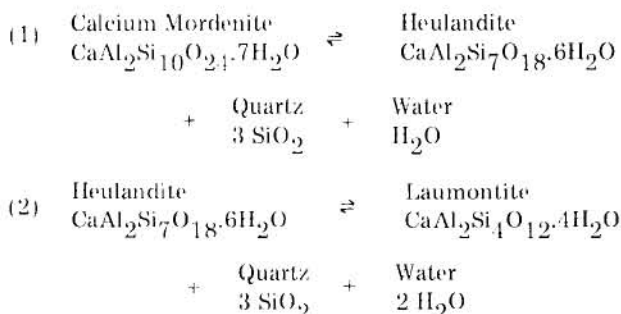 (1) Calcium Mordenite ⇌ Heulandite
CaAl₂Si₁₀O₂₄.7H₂O CaAl₂Si₇O₁₈.6H₂O
+ Quartz + Water
3 SiO₂ H₂O
(2) Heulandite ⇌ Laumontite
CaAl₂Si₇O₁₈.6H₂O CaAl₂Si₄O₁₂.4H₂O
+ Quartz + Water
3 SiO₂ 2 H₂O